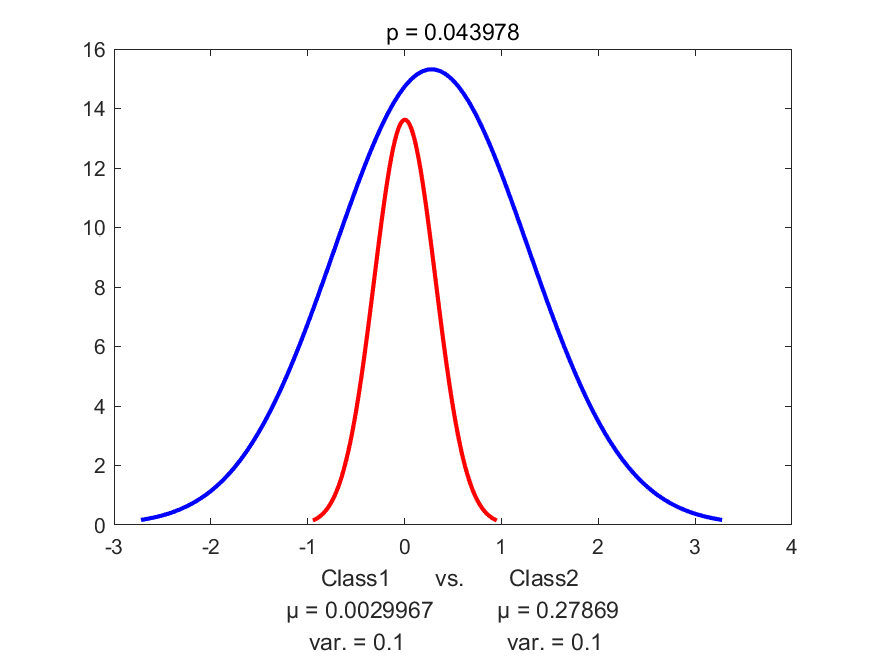 p = 0.043978
16
14
12
10
8
6
4
2
0
-3 -2 -1 0 1 2 3 4
Class1 vs. Class2
μ = 0.0029967 μ = 0.27869
var. = 0.1 var. = 0.1